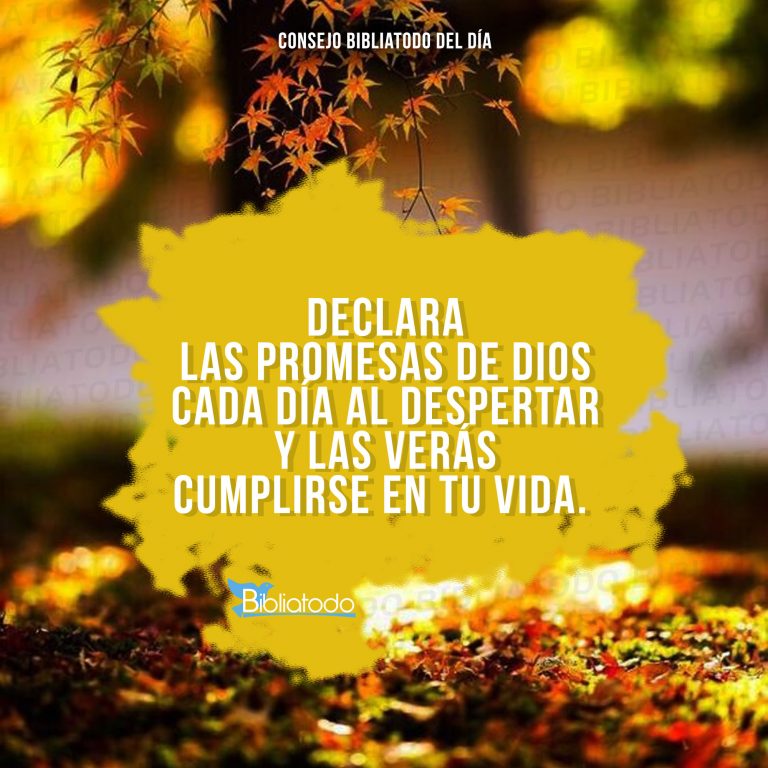 CONSEJO BIBLIATODO DEL DÍA
DECLARA
LAS PROMESAS DE DIOS
CADA DÍA AL DESPERTAR
Y LAS VERÁS
CUMPLIRSE EN TU VIDA.
Bibliatodo